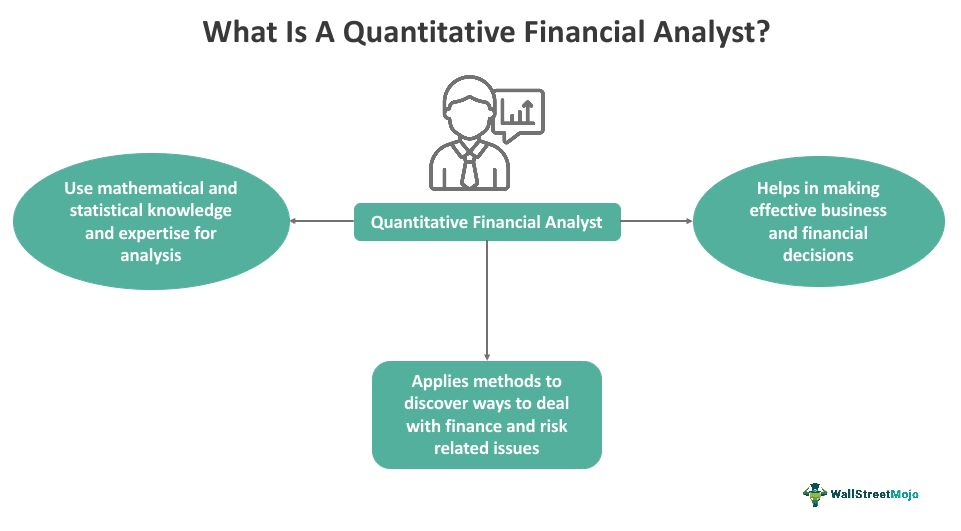 What Is A Quantitative Financial Analyst?
Use mathematical and
statistical knowledge
and expertise for
analysis
Quantitative Financial Analyst
Helps in making
effective business
and financial
decisions
Applies methods to
discover ways to deal
with finance and risk
related issues
WallStreetMojo